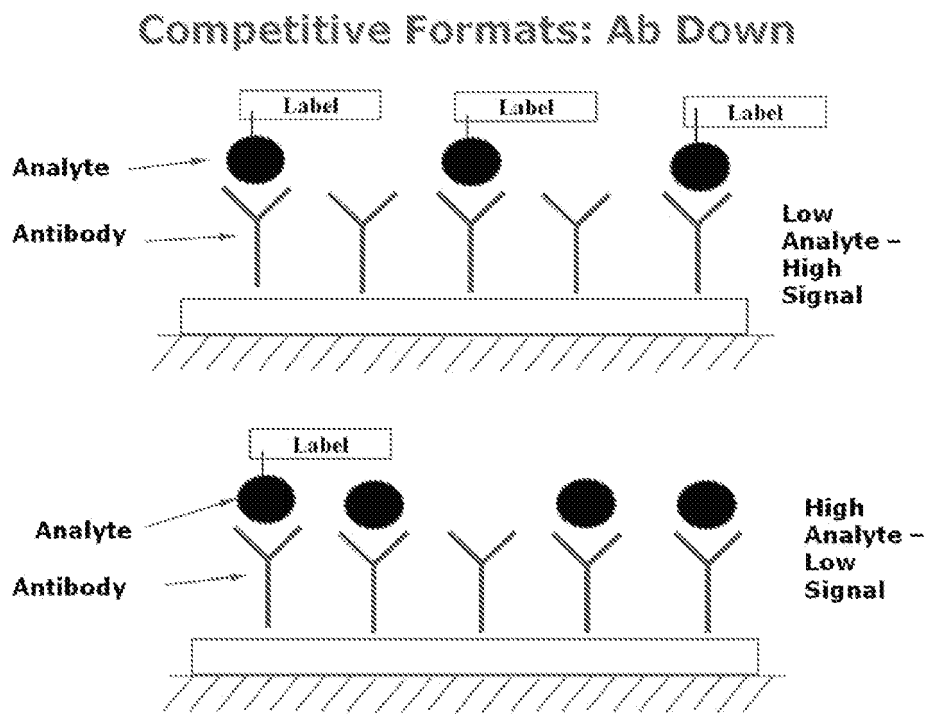 Competitive Formats: Ab Down
Label
Label
Label
Analyte
Antibody
Low
Analyte –
High
Signal
Label
Analyte
Antibody
High
Analyte –
Low
Signal